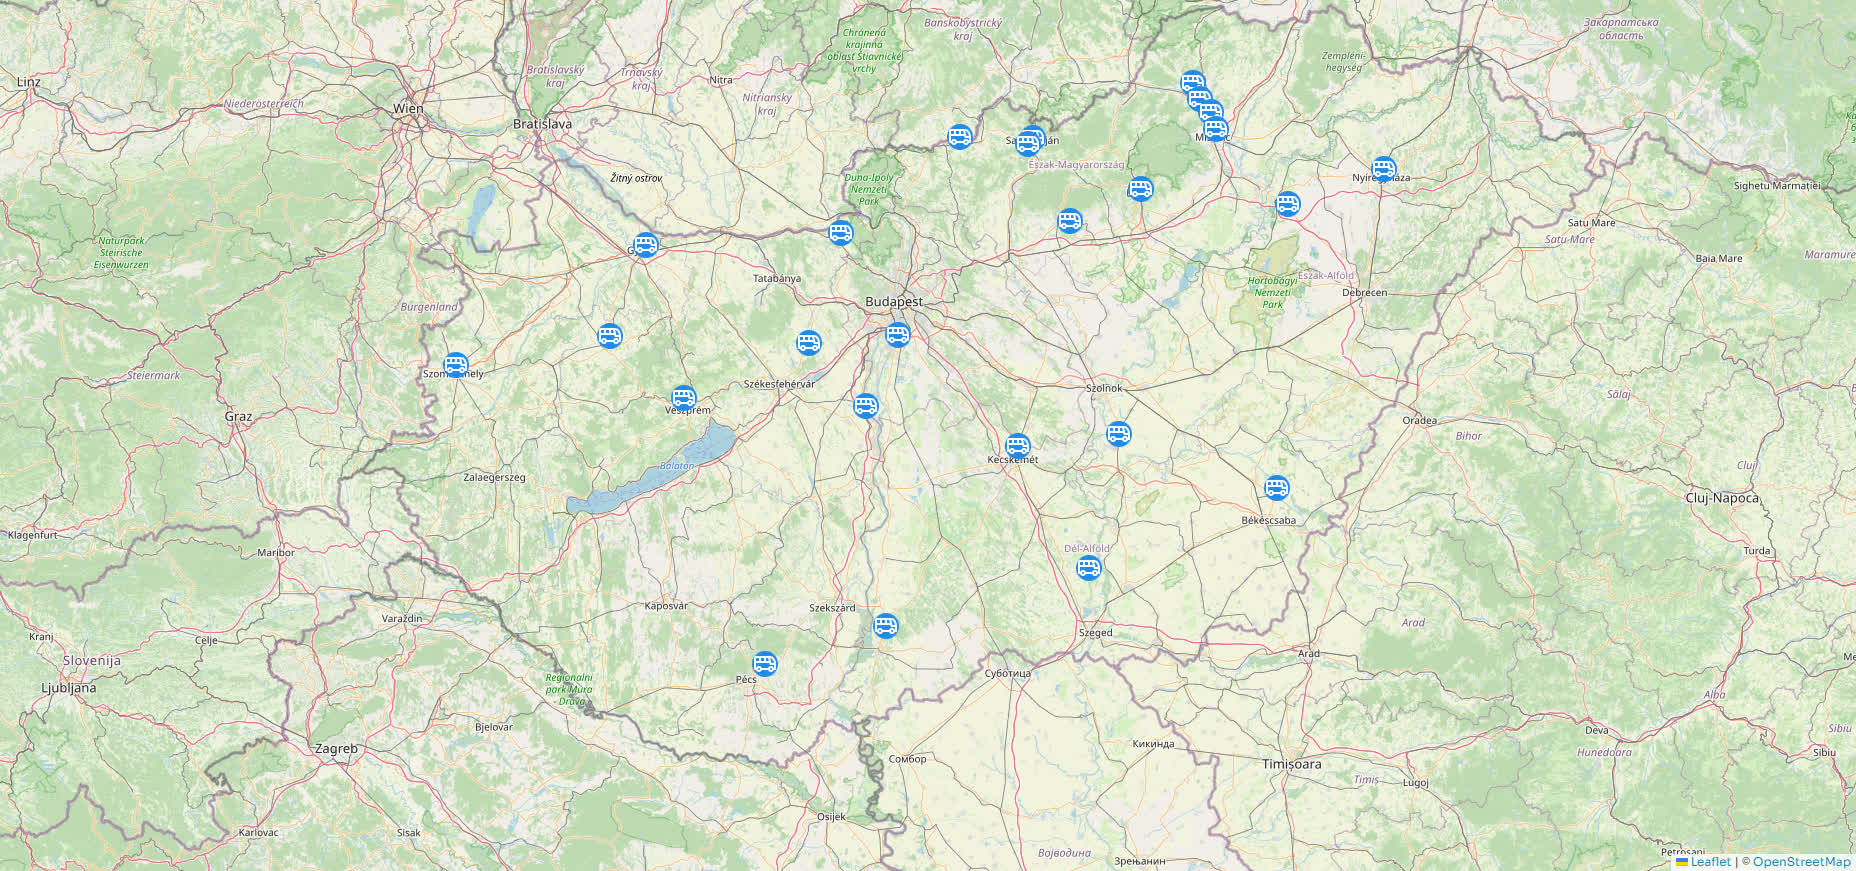 Закарпатська
область
Banskobystrický
kraj
Chránená
krajinná
oblasť Štiavnické
vrchy
Zempléni-
hegység
Bratislavský
kraj
Trnavský
kraj
Nitra
Linz
Nitriansky
kraj
Niederösterreich
Wien
Bratislava
Észak-Magyarország
Žitný ostrov
Duna-Ipoly
Nemzeti
Park
Sighetu Marmației
Satu Mare
Satu-Mare
Naturpark
Steirische
Eisenwurzen
Baia Mare
Maramure
Tatabánya
Észak-Alföld
Hortobágyi
Nemzeti
Park
Debrecen
Budapest
Burgenland
Steiermark
Székesfehérvár
Szolnok
Sălaj
Veszprém
Graz
Oradea
Bihor
Kecskemét
Balaton
Cluj
Zalaegerszeg
Cluj-Napoca
Békéscsaba
Klagenfurt
Maribor
Dél-Alföld
Turda
Kaposvár
Szekszárd
Varaždin
Arad
Kranj
Celje
Szeged
Arad
Slovenija
Суботица
Pécs
Ljubljana
Regionalni
park Mura
Drava
Alba
Bjelovar
Deva
Sibiu
Zagreb
Кикинда
Hunedoara
Sibiu
Сомбор
Timișoara
Timiș
Lugoj
Osijek
Karlovac
Sisak
Војводина
Зрењанин
Petroșani
Leaflet | © OpenStreetMap